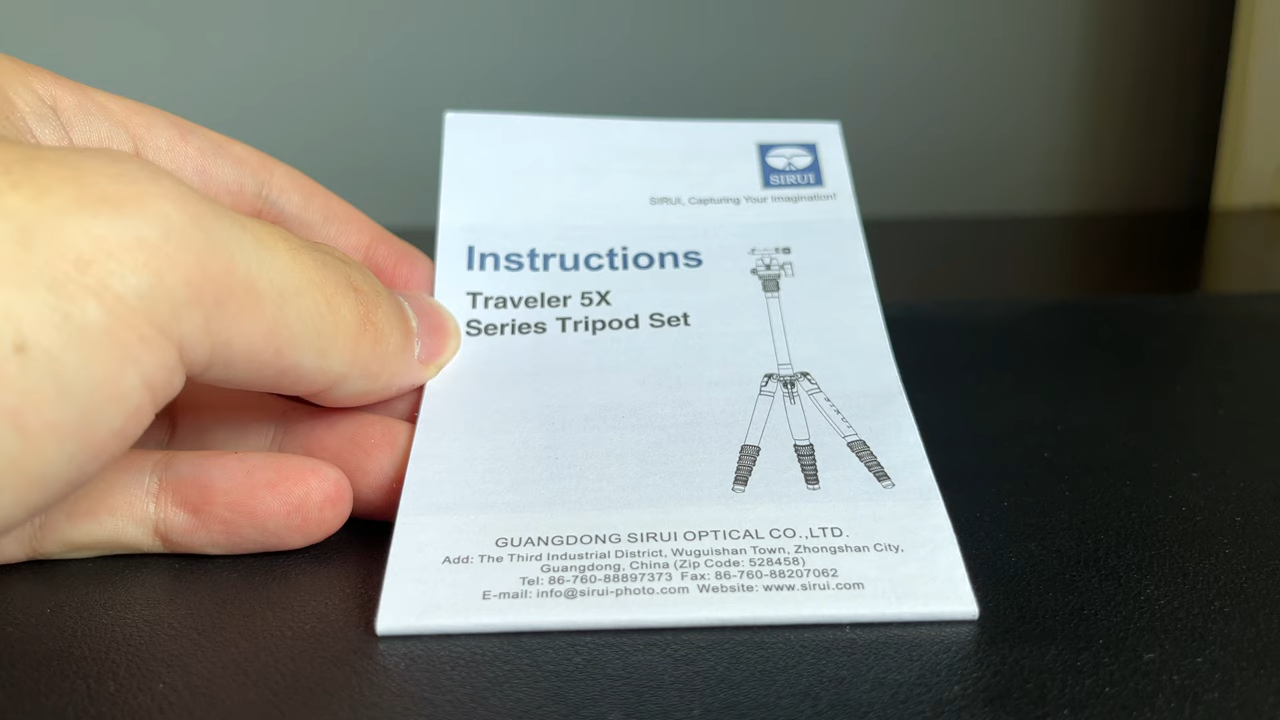 SIRUI
SIRUI, Capturing Your Imagination!
Instructions
Traveler 5X
Series Tripod Set
SIRUI
GUANGDONG SIRUI OPTICAL CO.,LTD.
Add: The Third Industrial District, Wuguishan Town, Zhongshan City,
Guangdong, China (Zip Code: 528458)
Tel: 86-760-88897373 Fax: 86-760-88207062
E-mail: info@sirui-photo.com Website: www.sirui.com